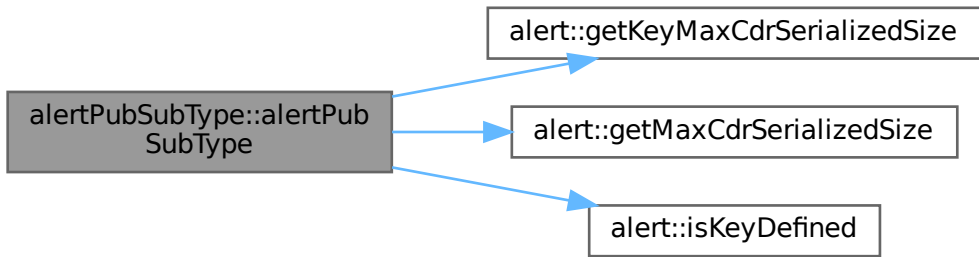 alertPubSubType::alertPub
SubType
alert::getKeyMaxCdrSerializedSize
alert::getMaxCdrSerializedSize
alert::isKeyDefined